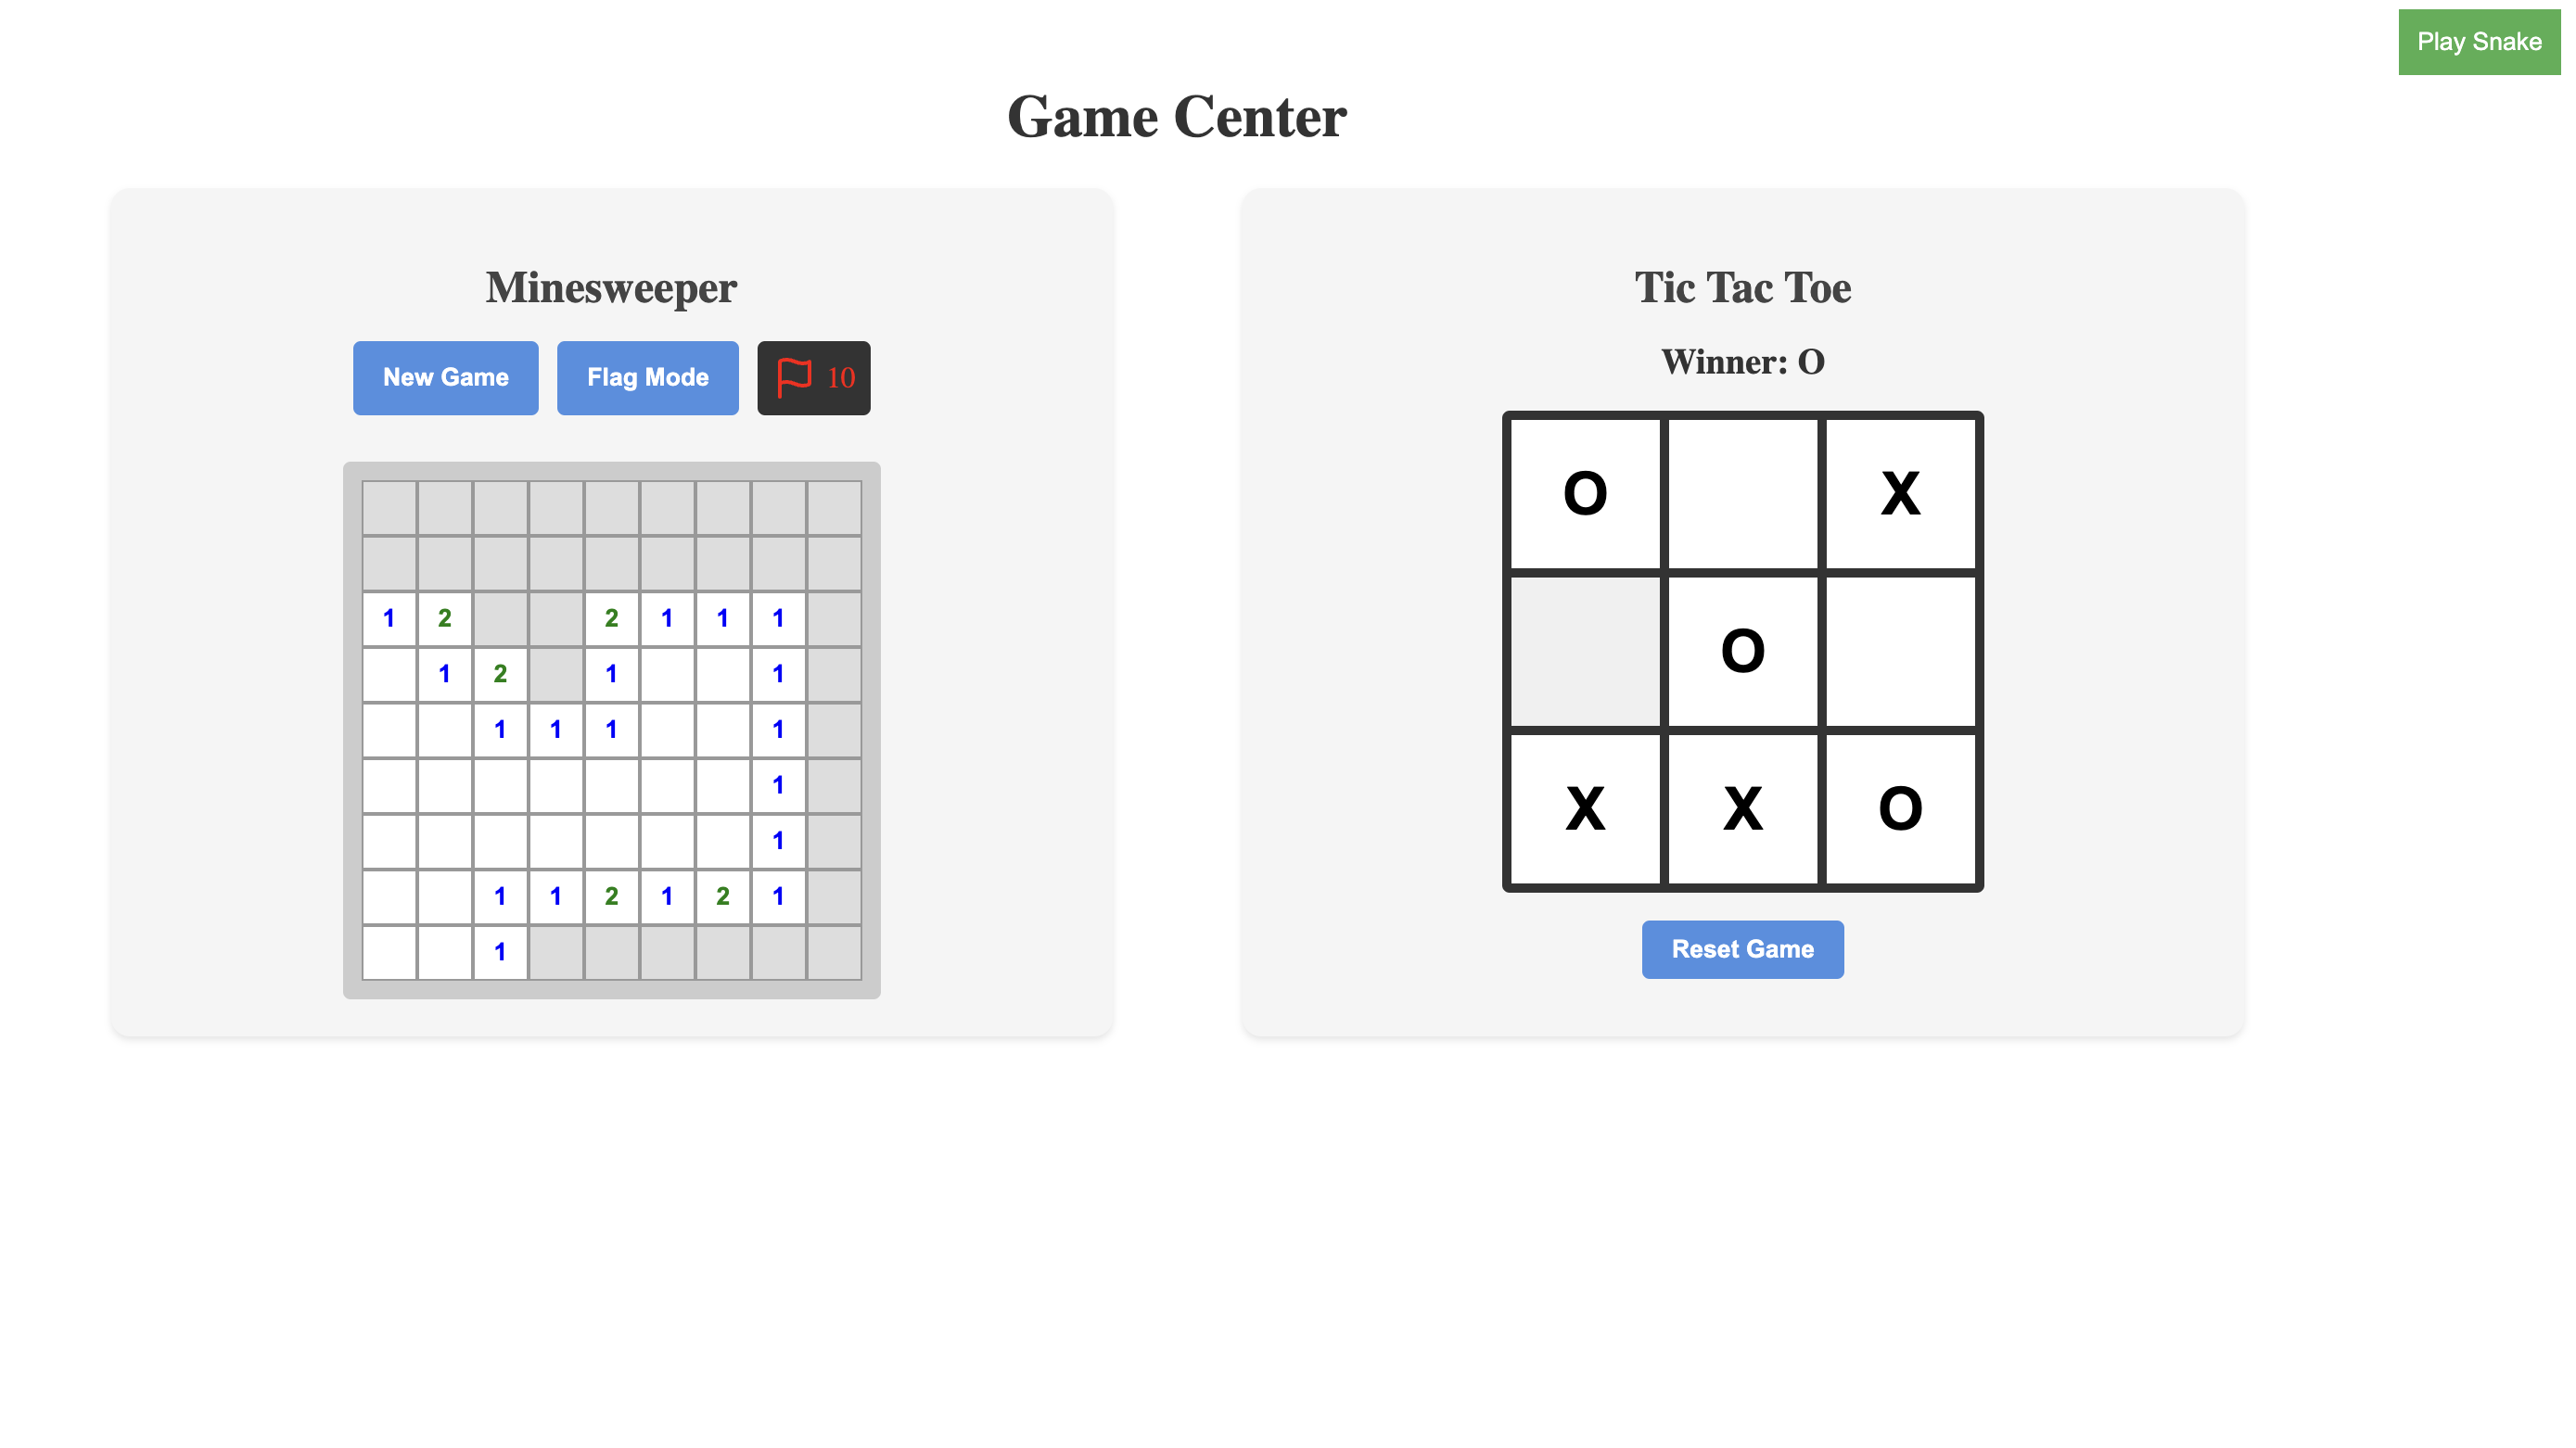 Play Snake
Game Center
Minesweeper
New Game Flag Mode 10
1 2 2 1 1 1
1 2 1 1
1 1 1 1
1
1
1 1 2 1 2 1
1
Tic Tac Toe
Winner: O
O X
O
X X O
Reset Game